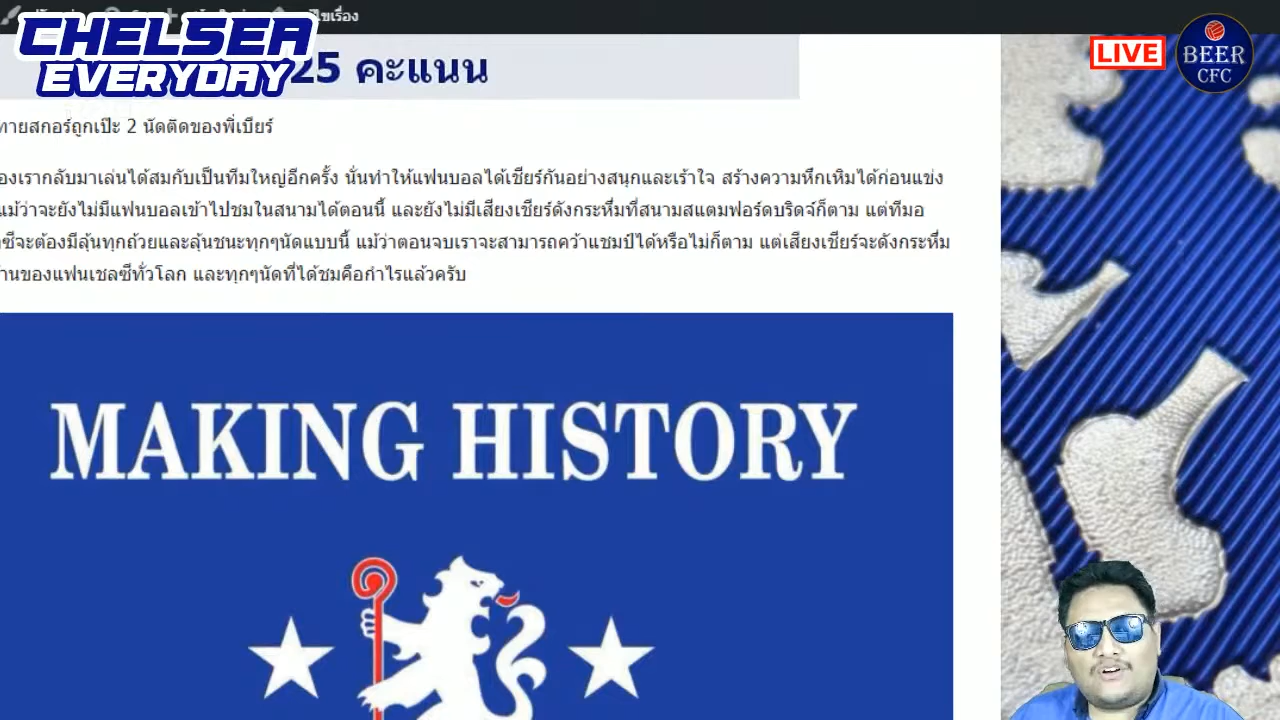 ไขเรื่อง
CHELSEA
EVERYDAY
25 คะแนน
LIVE
BEER
CFC
ทายสกอร์ถูกเป๊ะ 2 นัดติดของพี่เบียร์
องเรากลับมาเล่นได้สมกับเป็นทีมใหญ่อีกครั้ง นั่นทำให้แฟนบอลได้เชียร์กันอย่างสนุกและเร้าใจ สร้างความหึกเหิมได้ก่อนแข่ง
แม้ว่าจะยังไม่มีแฟนบอลเข้าไปชมในสนามได้ตอนนี้ และยังไม่มีเสียงเชียร์ดังกระหึ่มที่สนามสแตมฟอร์ดบริดจ์ก็ตาม แต่ทีมอ
ซีจะต้องมีลุ้นทุกถ้วยและลุ้นชนะทุกๆนัดแบบนี้ แม้ว่าตอนจบเราจะสามารถคว้าแชมป์ได้หรือไม่ก็ตาม แต่เสียงเชียร์จะดังกระหึ่ม
านของแฟนเชลซีทั่วโลก และทุกๆนัดที่ได้ชมคือกำไรแล้วครับ
MAKING HISTORY